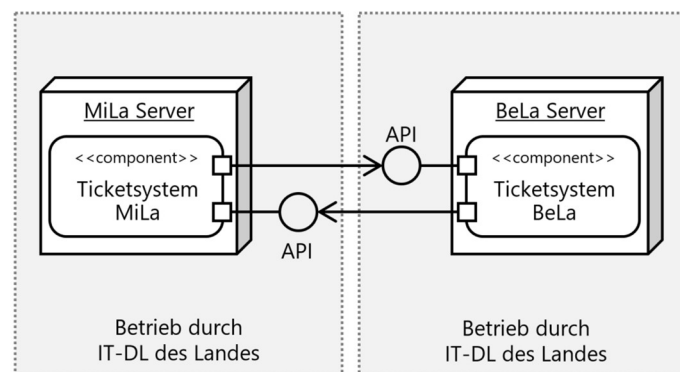 MiLa Server
<<component>>
Ticketsystem
MiLa
API
API
BeLa Server
<<component>>
Ticketsystem
BeLa
Betrieb durch
IT-DL des Landes
Betrieb durch
IT-DL des Landes